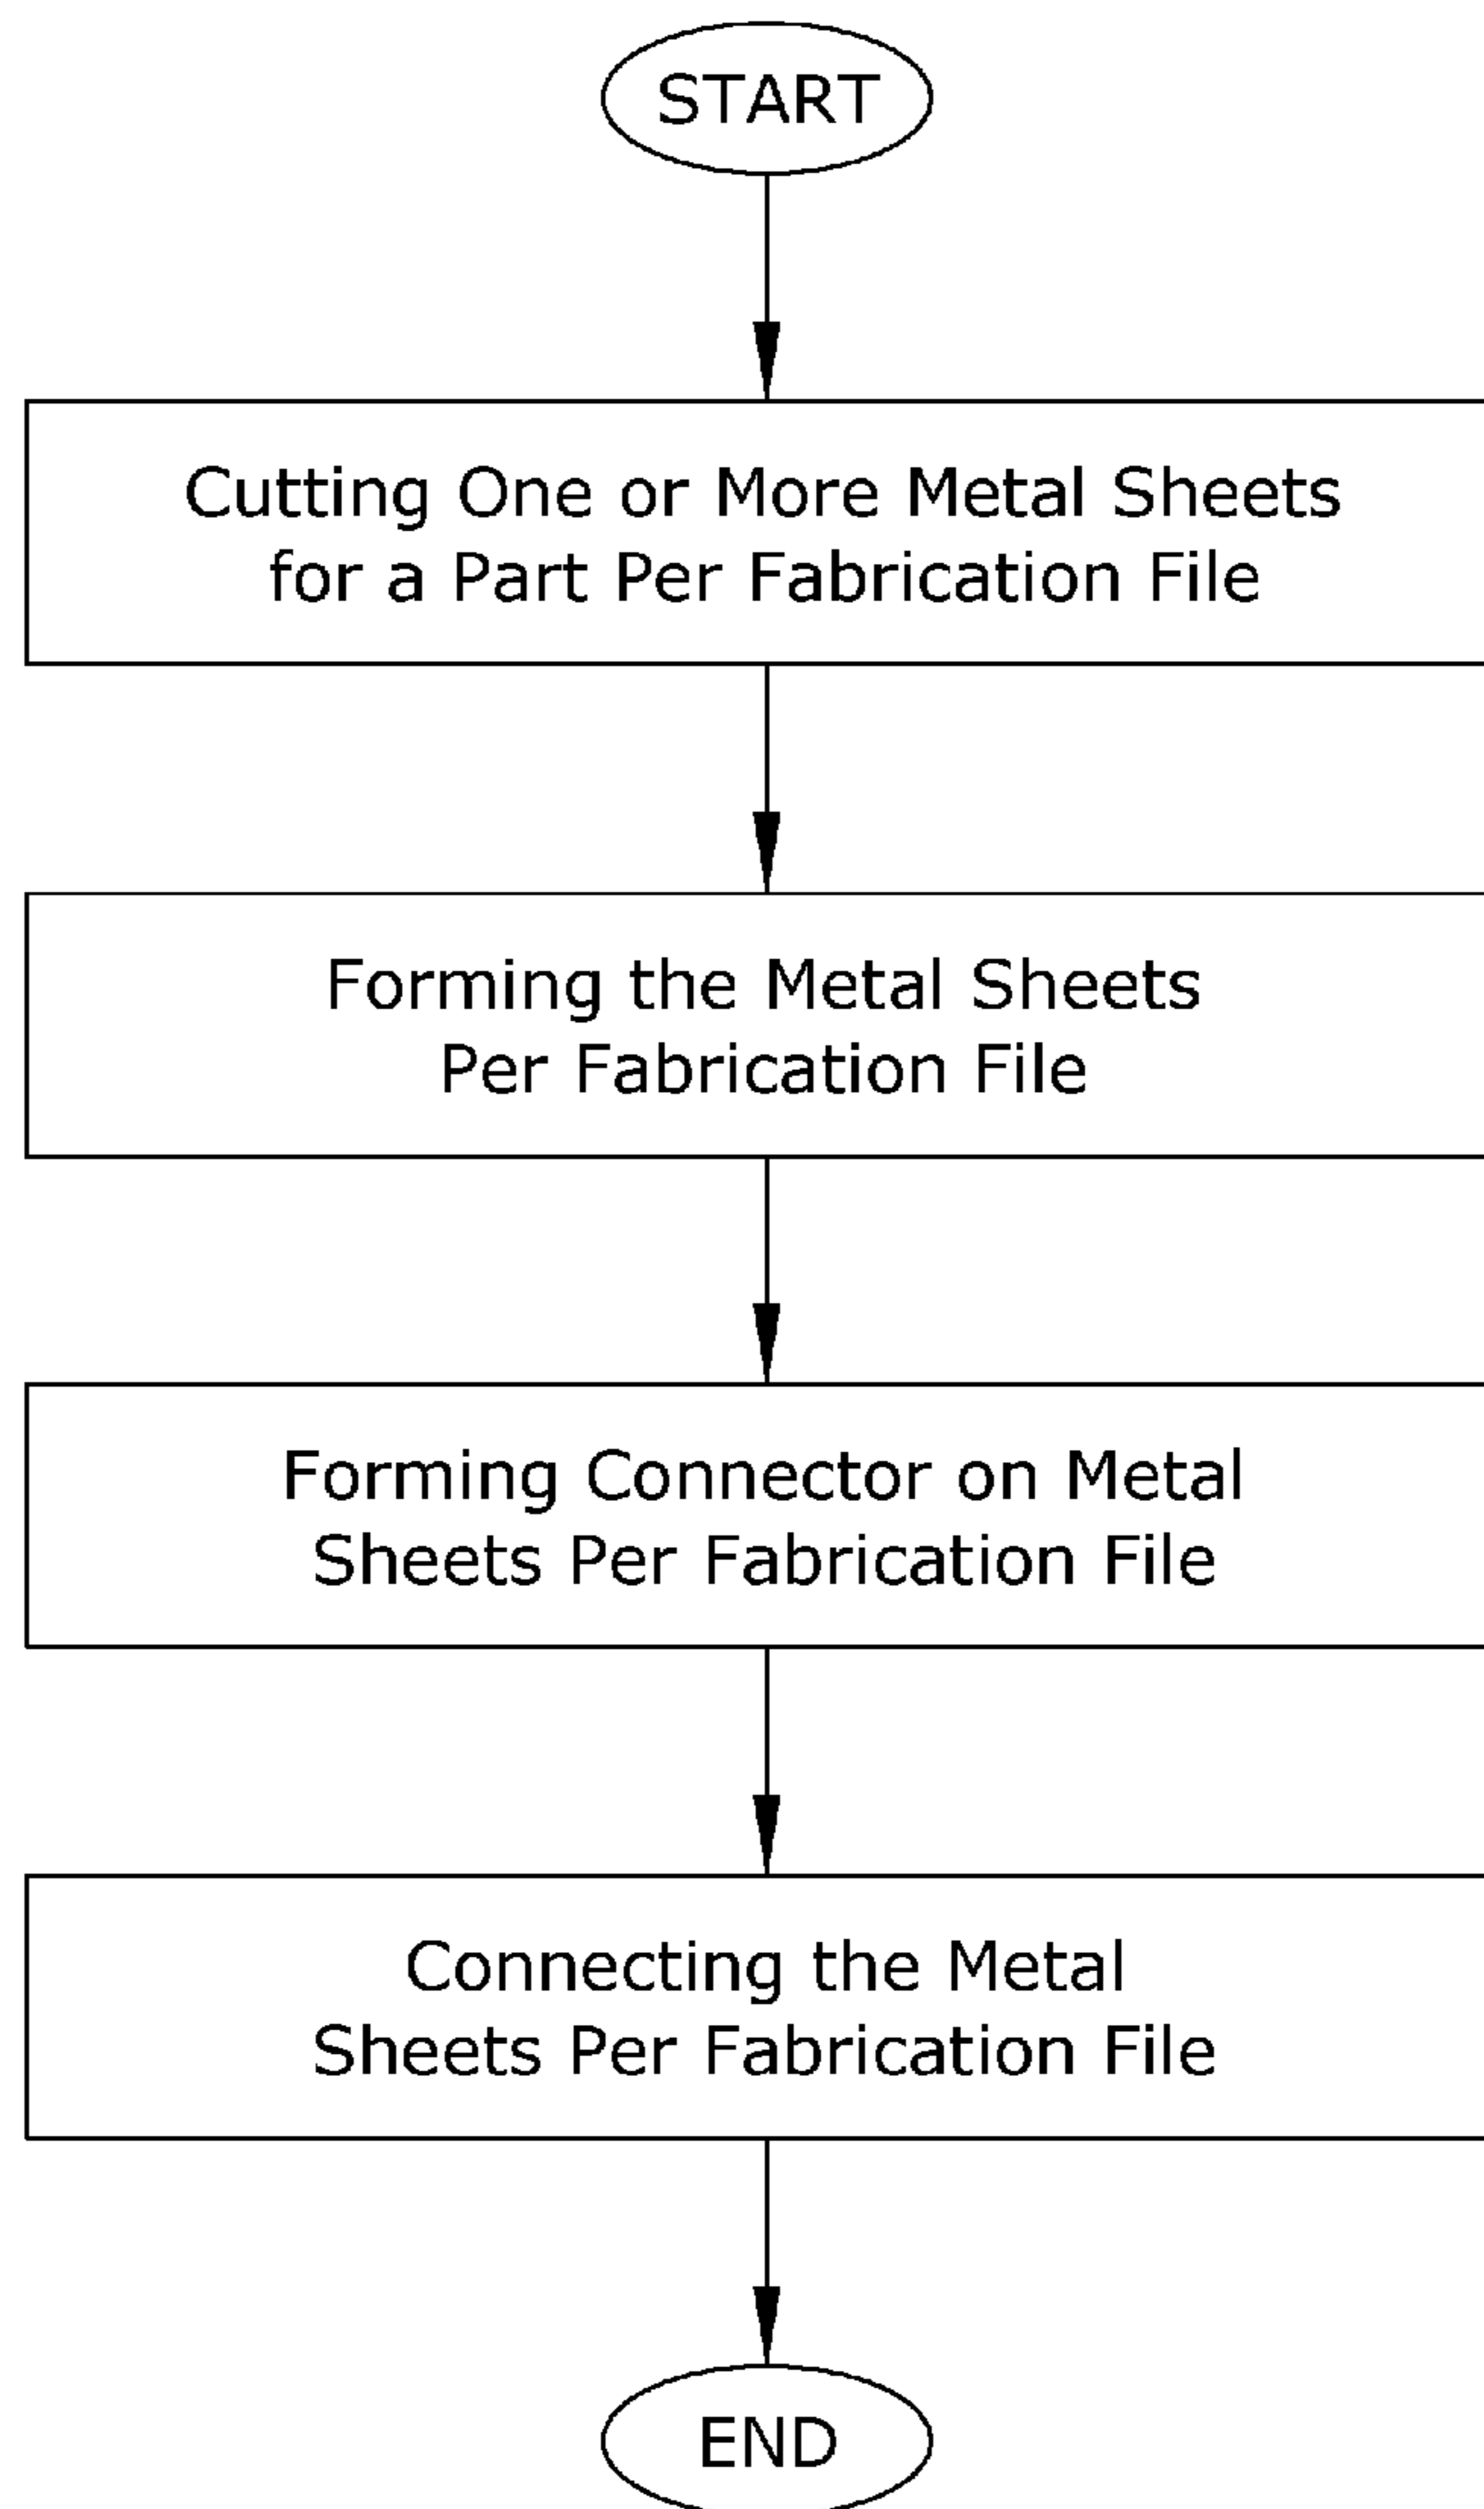 START
Cutting One or More Metal Sheets
for a Part Per Fabrication File
Forming the Metal Sheets
Per Fabrication File
Forming Connector on Metal
Sheets Per Fabrication File
Connecting the Metal
Sheets Per Fabrication File
END